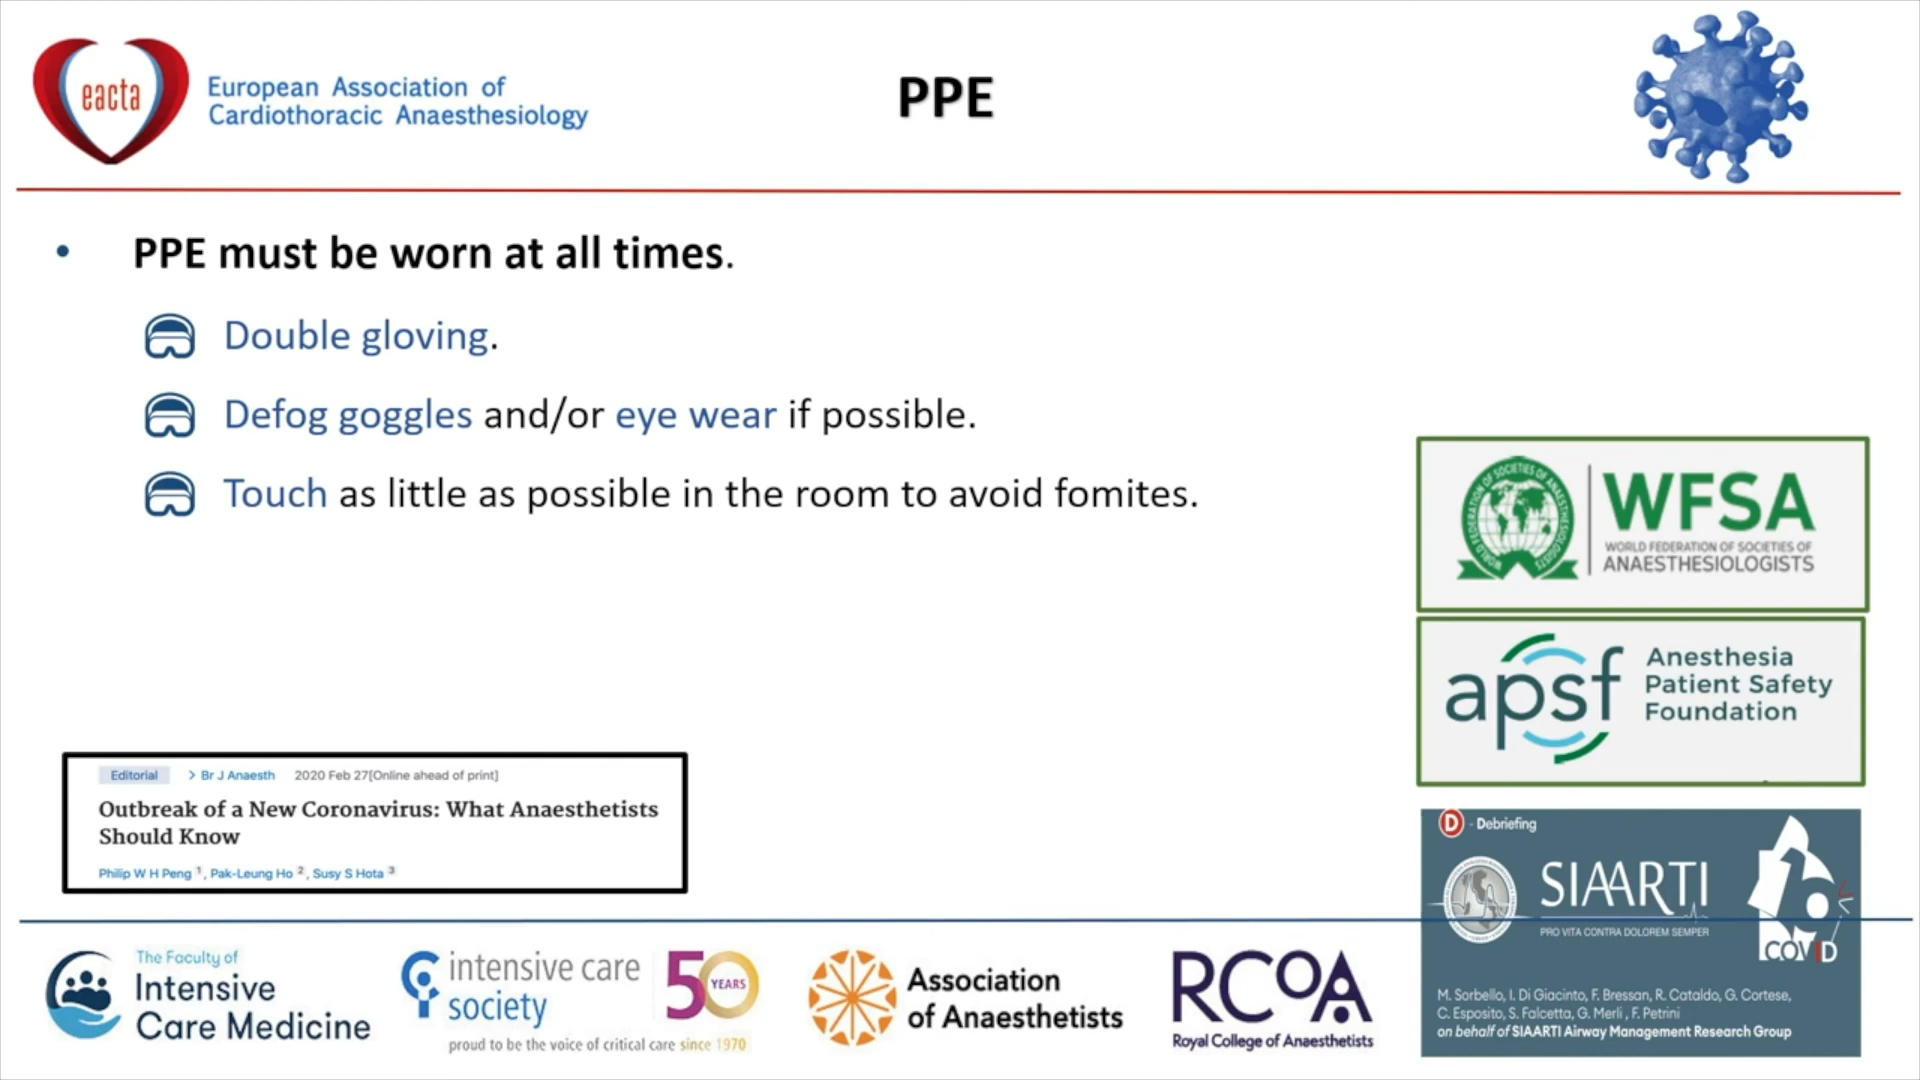 eacta
European Association of
Cardiothoracic Anaesthesiology
PPE
• PPE must be worn at all times.
Double gloving.
Defog goggles and/or eye wear if possible.
Touch as little as possible in the room to avoid fomites.
WORLD FEDERATION OF SOCIETIES OF ANAESTHESIOLOGISTS
WFSA
WORLD FEDERATION OF SOCIETIES OF
ANAESTHESIOLOGISTS
apsf
Anesthesia
Patient Safety
Foundation
Editorial > Br J Anaesth 2020 Feb 27[Online ahead of print]
Outbreak of a New Coronavirus: What Anaesthetists
Should Know
Philip W H Peng 1, Pak-Leung Ho 2, Susy S Hota 3
D - Debriefing
SIAARTI
PRO VITA CONTRA DOLOREM SEMPER
COVID
M. Sorbello, I. Di Giacinto, F. Bressan, R. Cataldo, G. Cortese,
C. Esposito, S. Falcetta, G. Merli , F. Petrini
on behalf of SIAARTI Airway Management Research Group
The Faculty of
Intensive
Care Medicine
intensive care
society
50 YEARS
proud to be the voice of critical care since 1970
Association
of Anaesthetists
RCOA
Royal College of Anaesthetists